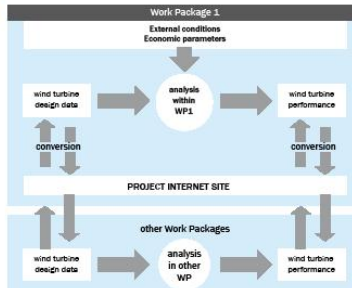 Work Package 1
External conditions
Economic parameters
wind turbine
design data
analysis
within
WP1
wind turbine
performance
conversion
conversion
PROJECT INTERNET SITE
other Work Packages
wind turbine
design data
analysis
in other
WP
wind turbine
performance